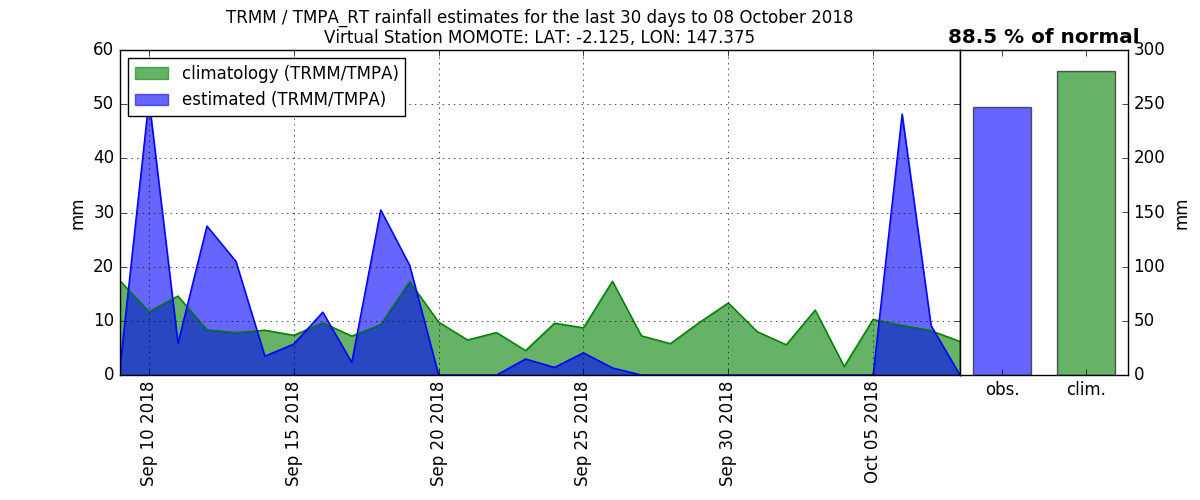 TRMM / TMPA_RT rainfall estimates for the last 30 days to 08 October 2018
Virtual Station MOMOTE: LAT: -2.125, LON: 147.375
88.5 % of normal
climatology (TRMM/TMPA)
estimated (TRMM/TMPA)
60
50
40
30
20
10
0
mm
Sep 10 2018
Sep 15 2018
Sep 20 2018
Sep 25 2018
Sep 30 2018
Oct 05 2018
300
250
200
150
100
50
0
mm
obs.
clim.